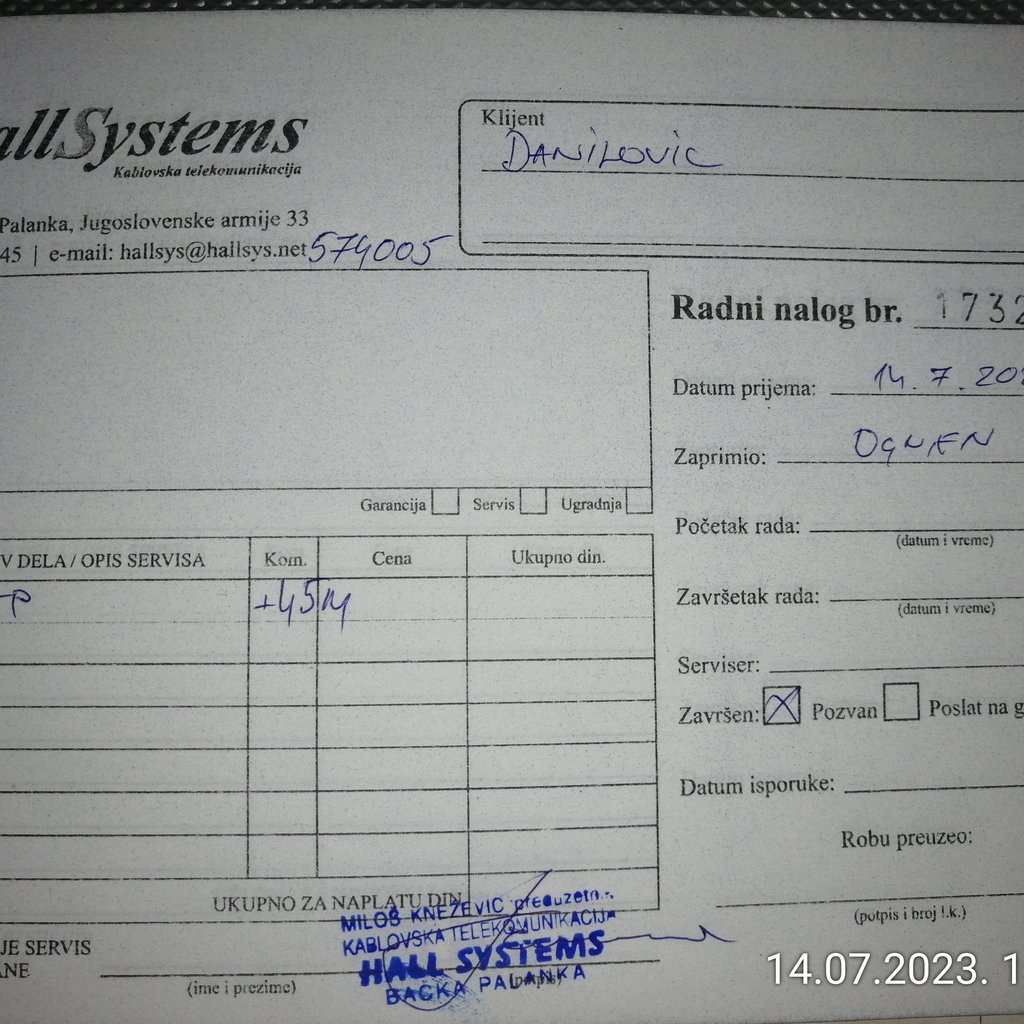 allSystems
Kablovska telekomunikacija
Palanka, Jugoslovenske armije 33
45 | e-mail: hallsys@hallsys.net 574005
Klijent
DANILOVIC
Radni nalog br. 1732
Datum prijema: 14.7.202
Zaprimio: OGNEN
Početak rada:
(datum i vreme)
Završetak rada:
(datum i vreme)
Serviser:
Završen: Pozvan Poslat na g
Datum isporuke:
Robu preuzeo:
(potpis i broj l.k.)
Garancija Servis Ugradnja
V DELA / OPIS SERVISA Kom. Cena Ukupno din.
+45M
UKUPNO ZA NAPLATU DIN
JE SERVIS
ANE
(ime i prezime)
(potpis)
MILOŠ KNEŽEVIĆ preduzetn.
KABLOVSKA TELEKOMUNIKACIJA
HALL SYSTEMS
BAČKA PALANKA
14.07.2023. 1